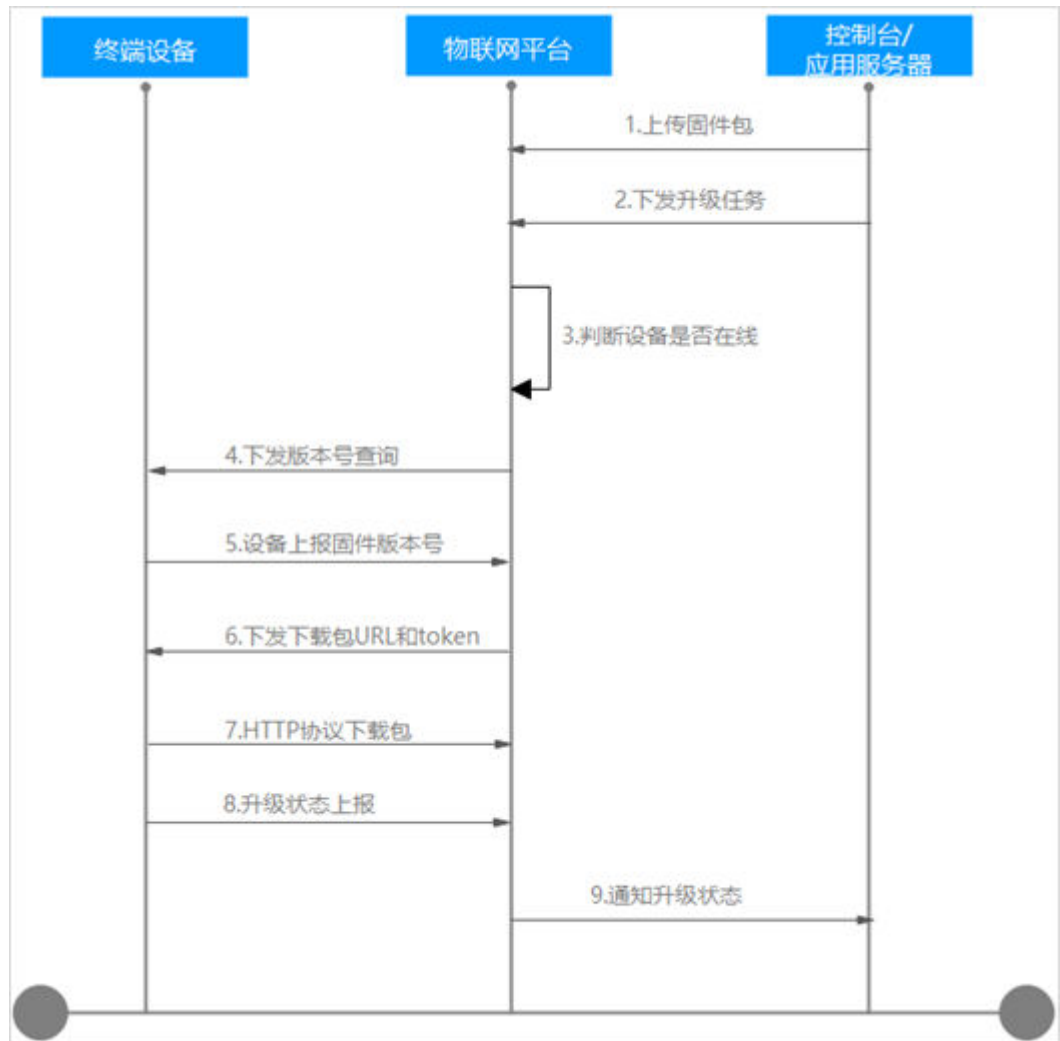 终端设备
物联网平台
控制台/
应用服务器
1.上传固件包
2.下发升级任务
3.判断设备是否在线
4.下发版本号查询
5.设备上报固件版本号
6.下发下载包URL和token
7.HTTP协议下载包
8.升级状态上报
9.通知升级状态